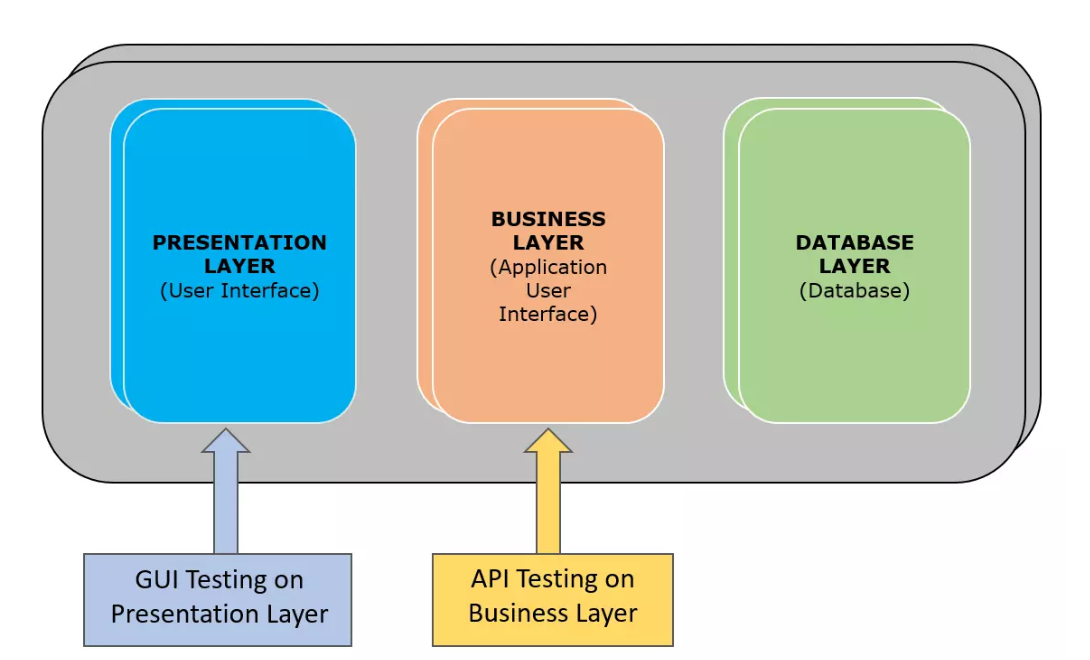 PRESENTATION
LAYER
(User Interface)
BUSINESS
LAYER
(Application
User
Interface)
DATABASE
LAYER
(Database)
GUI Testing on
Presentation Layer
API Testing on
Business Layer